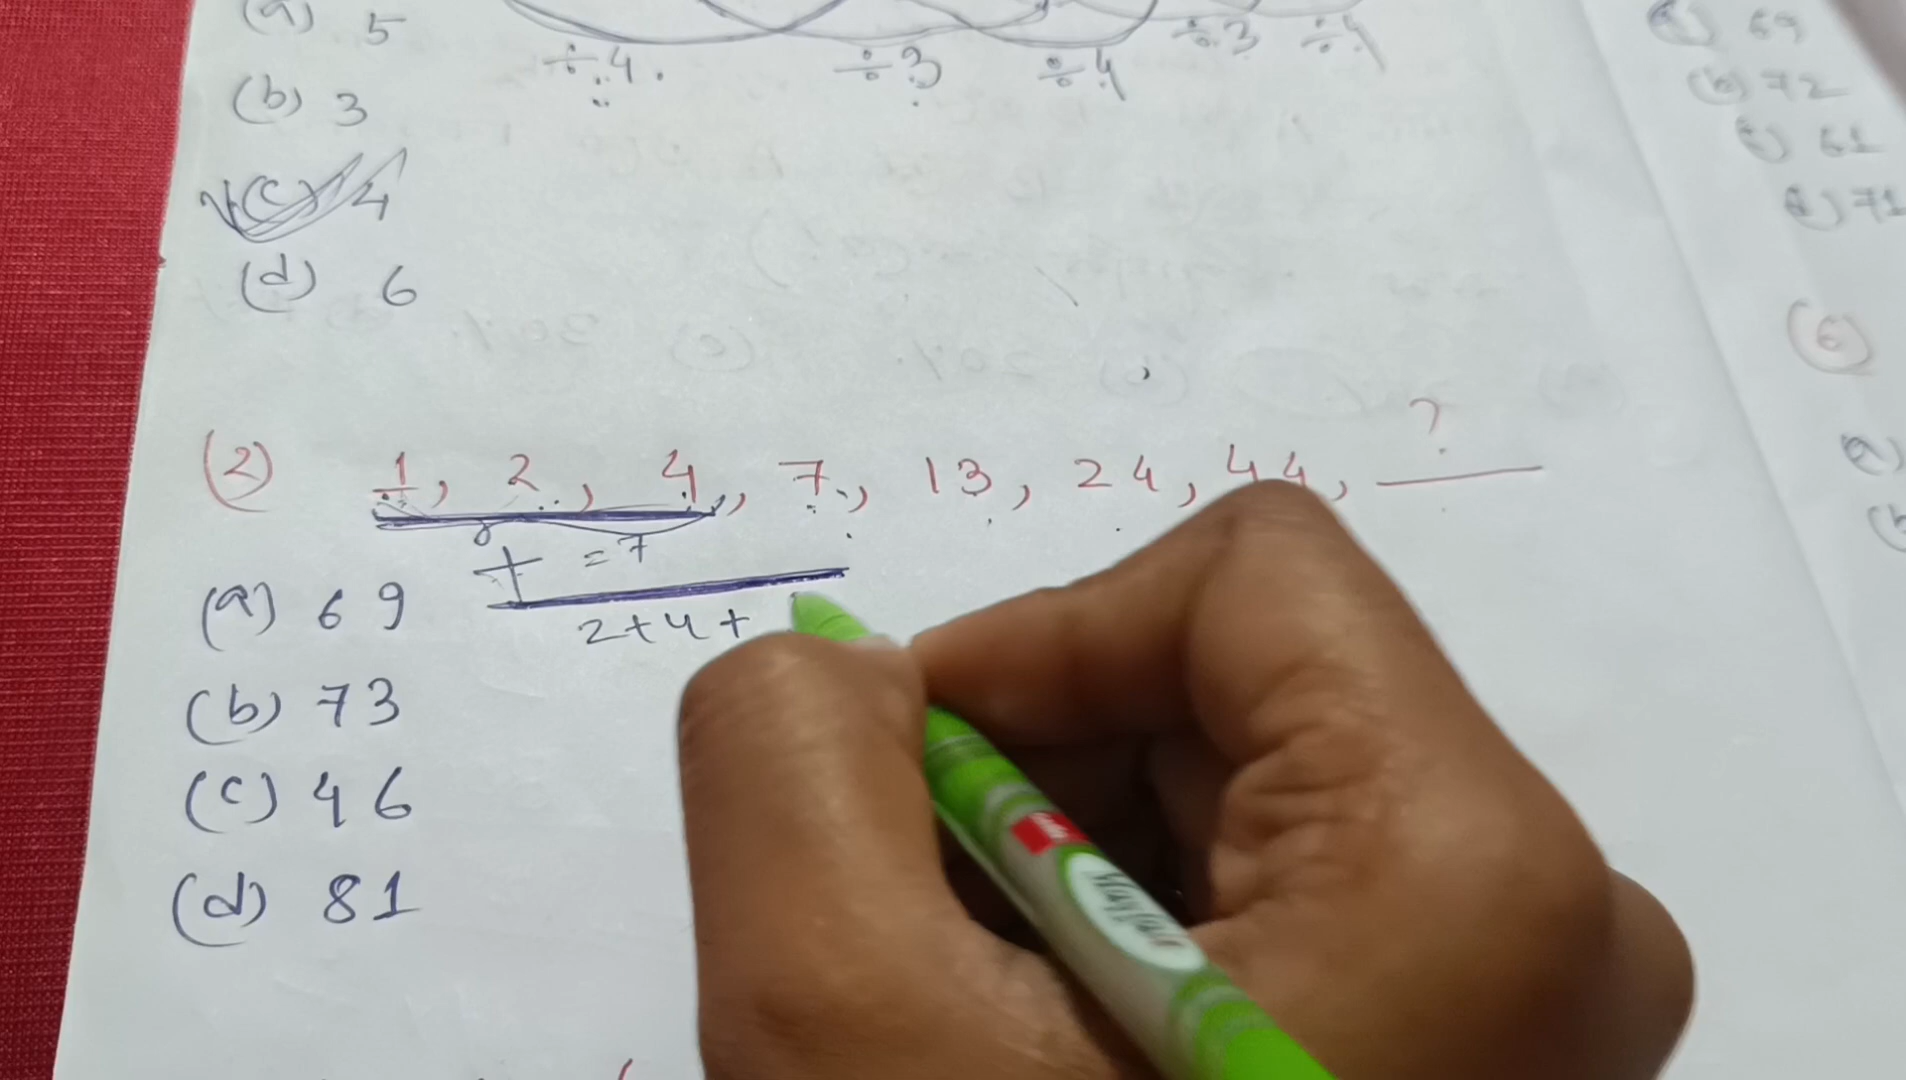 (a) 5
÷4. ÷3 ÷4 ÷3 ÷4
(b) 3
(c) 4
(d) 6
(2) 1, 2, 4, 7, 13, 24, 44, ?
+ = 7
2+4+
(a) 69
(b) 73
(c) 46
(d) 81
69
72
61
71
(6)